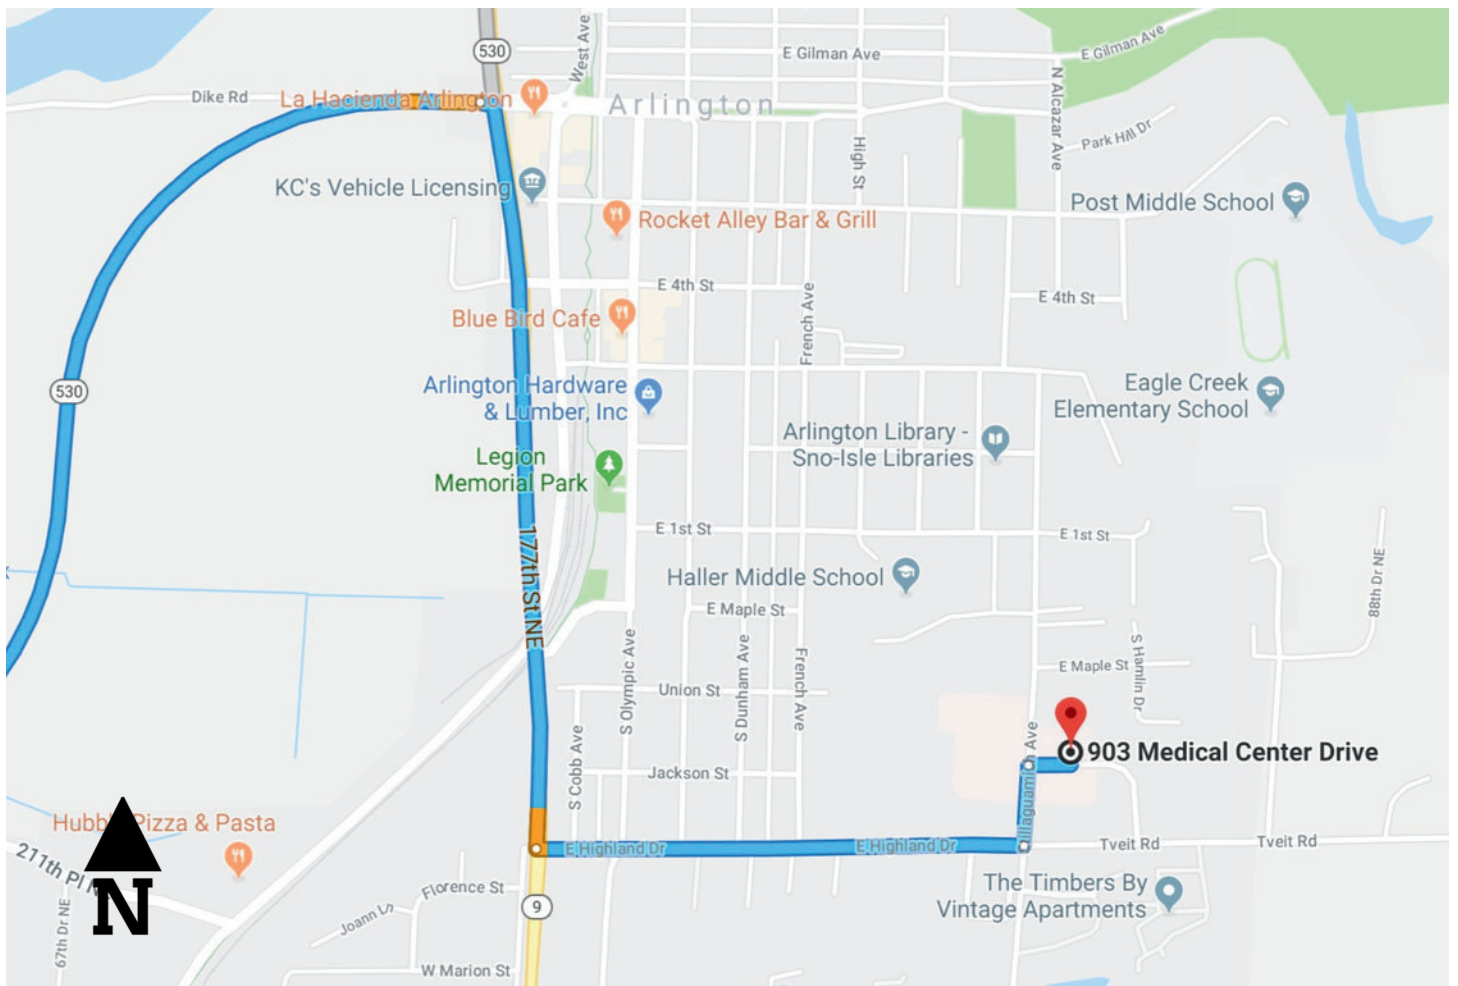 530
West Ave
E Gilman Ave
E Gilman Ave
Dike Rd
La Hacienda Arlington
Arlington
N Alcazar Ave
Park Hill Dr
High St
KC's Vehicle Licensing
Rocket Alley Bar & Grill
Post Middle School
E 4th St
E 4th St
Blue Bird Cafe
French Ave
530
Arlington Hardware
& Lumber, Inc
Eagle Creek
Elementary School
Arlington Library -
Sno-Isle Libraries
Legion
Memorial Park
E 1st St
E 1st St
177th St NE
Haller Middle School
88th Dr NE
E Maple St
S Olympic Ave
S Dunham Ave
French Ave
S Hamlin Dr
E Maple St
Union St
S Cobb Ave
Jackson St
903 Medical Center Drive
Pizza & Pasta
E Highland Dr
E Highland Dr
Tveit Rd
Tveit Rd
211th Pl
N
67th Dr NE
Joann Ln
Florence St
9
The Timbers By
Vintage Apartments
W Marion St